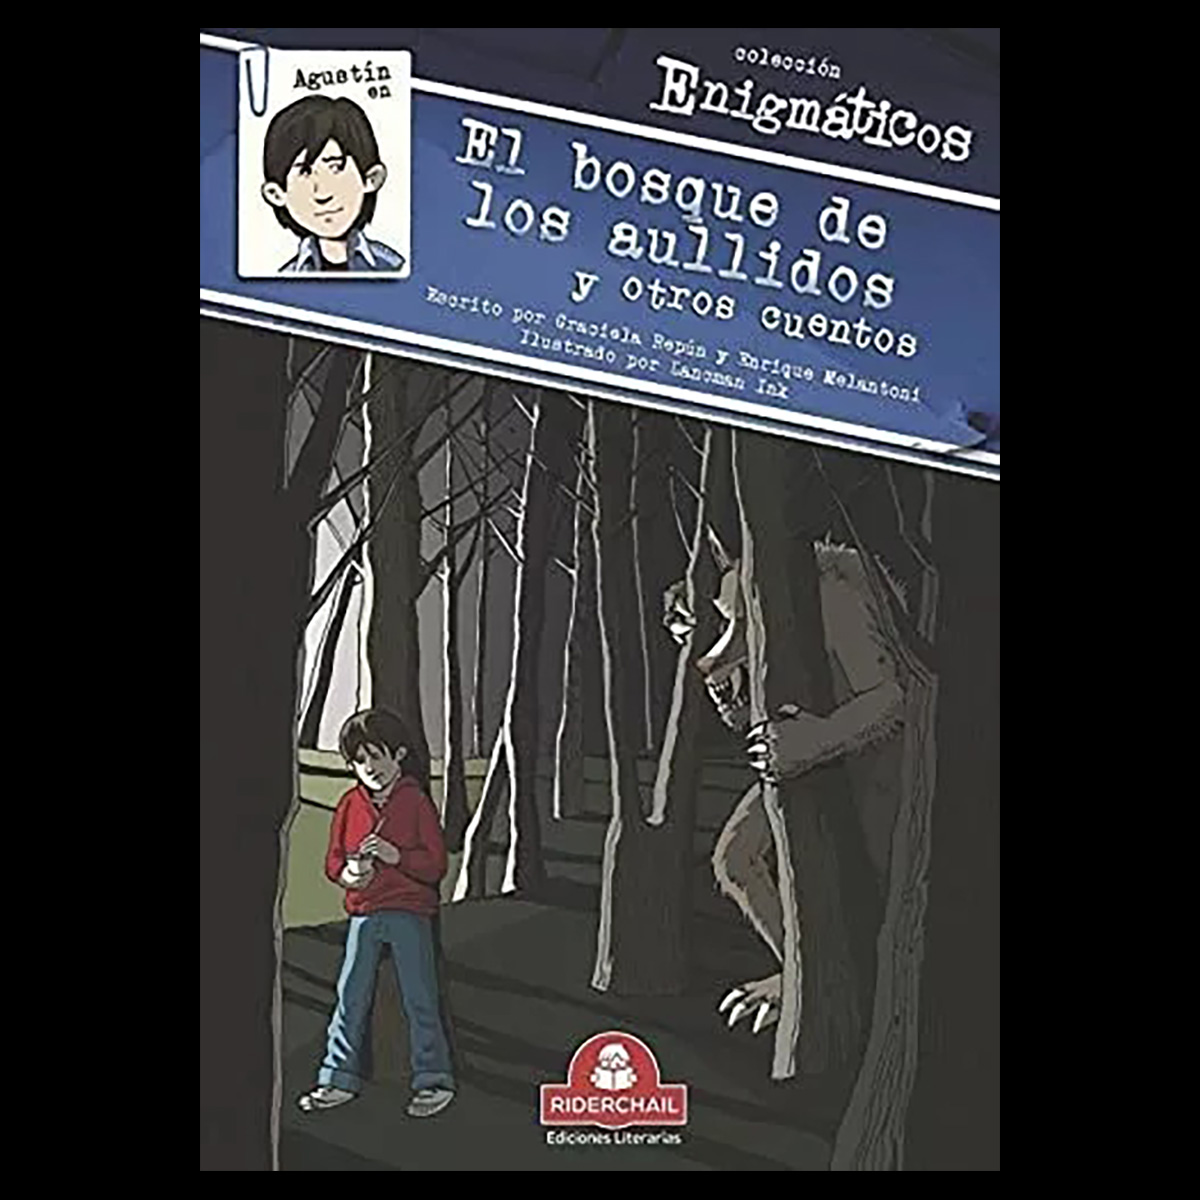 colección
Enigmáticos
Agustín
en
El bosque de
los aullidos
y otros cuentos
Escrito por Graciela Repún y Enrique Melantoni
Ilustrado por Lancman Ink
RIDERCHAIL
Ediciones Literarias